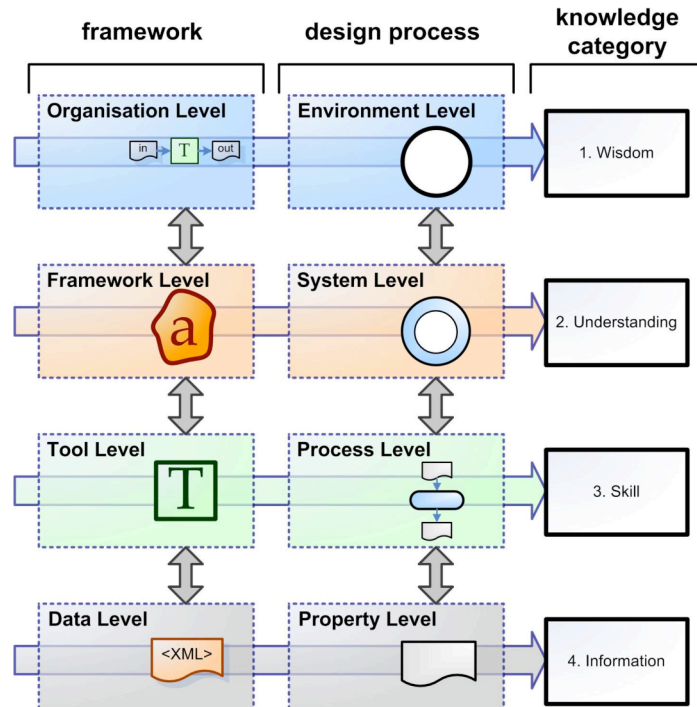 framework
design process
knowledge
category
Organisation Level
in
T
out
Environment Level
1. Wisdom
Framework Level
a
System Level
2. Understanding
Tool Level
T
Process Level
3. Skill
Data Level
<XML>
Property Level
4. Information